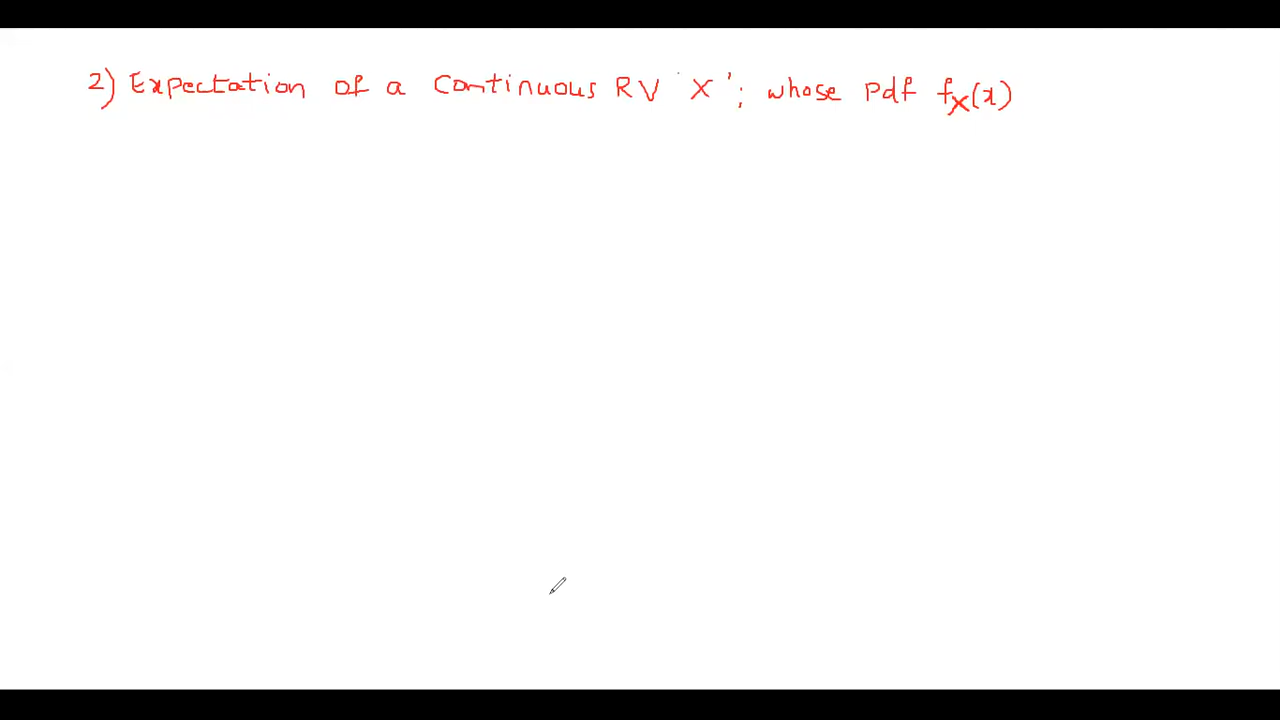 2) Expectation of a Continuous RV 'X'; whose pdf fₓ(x)